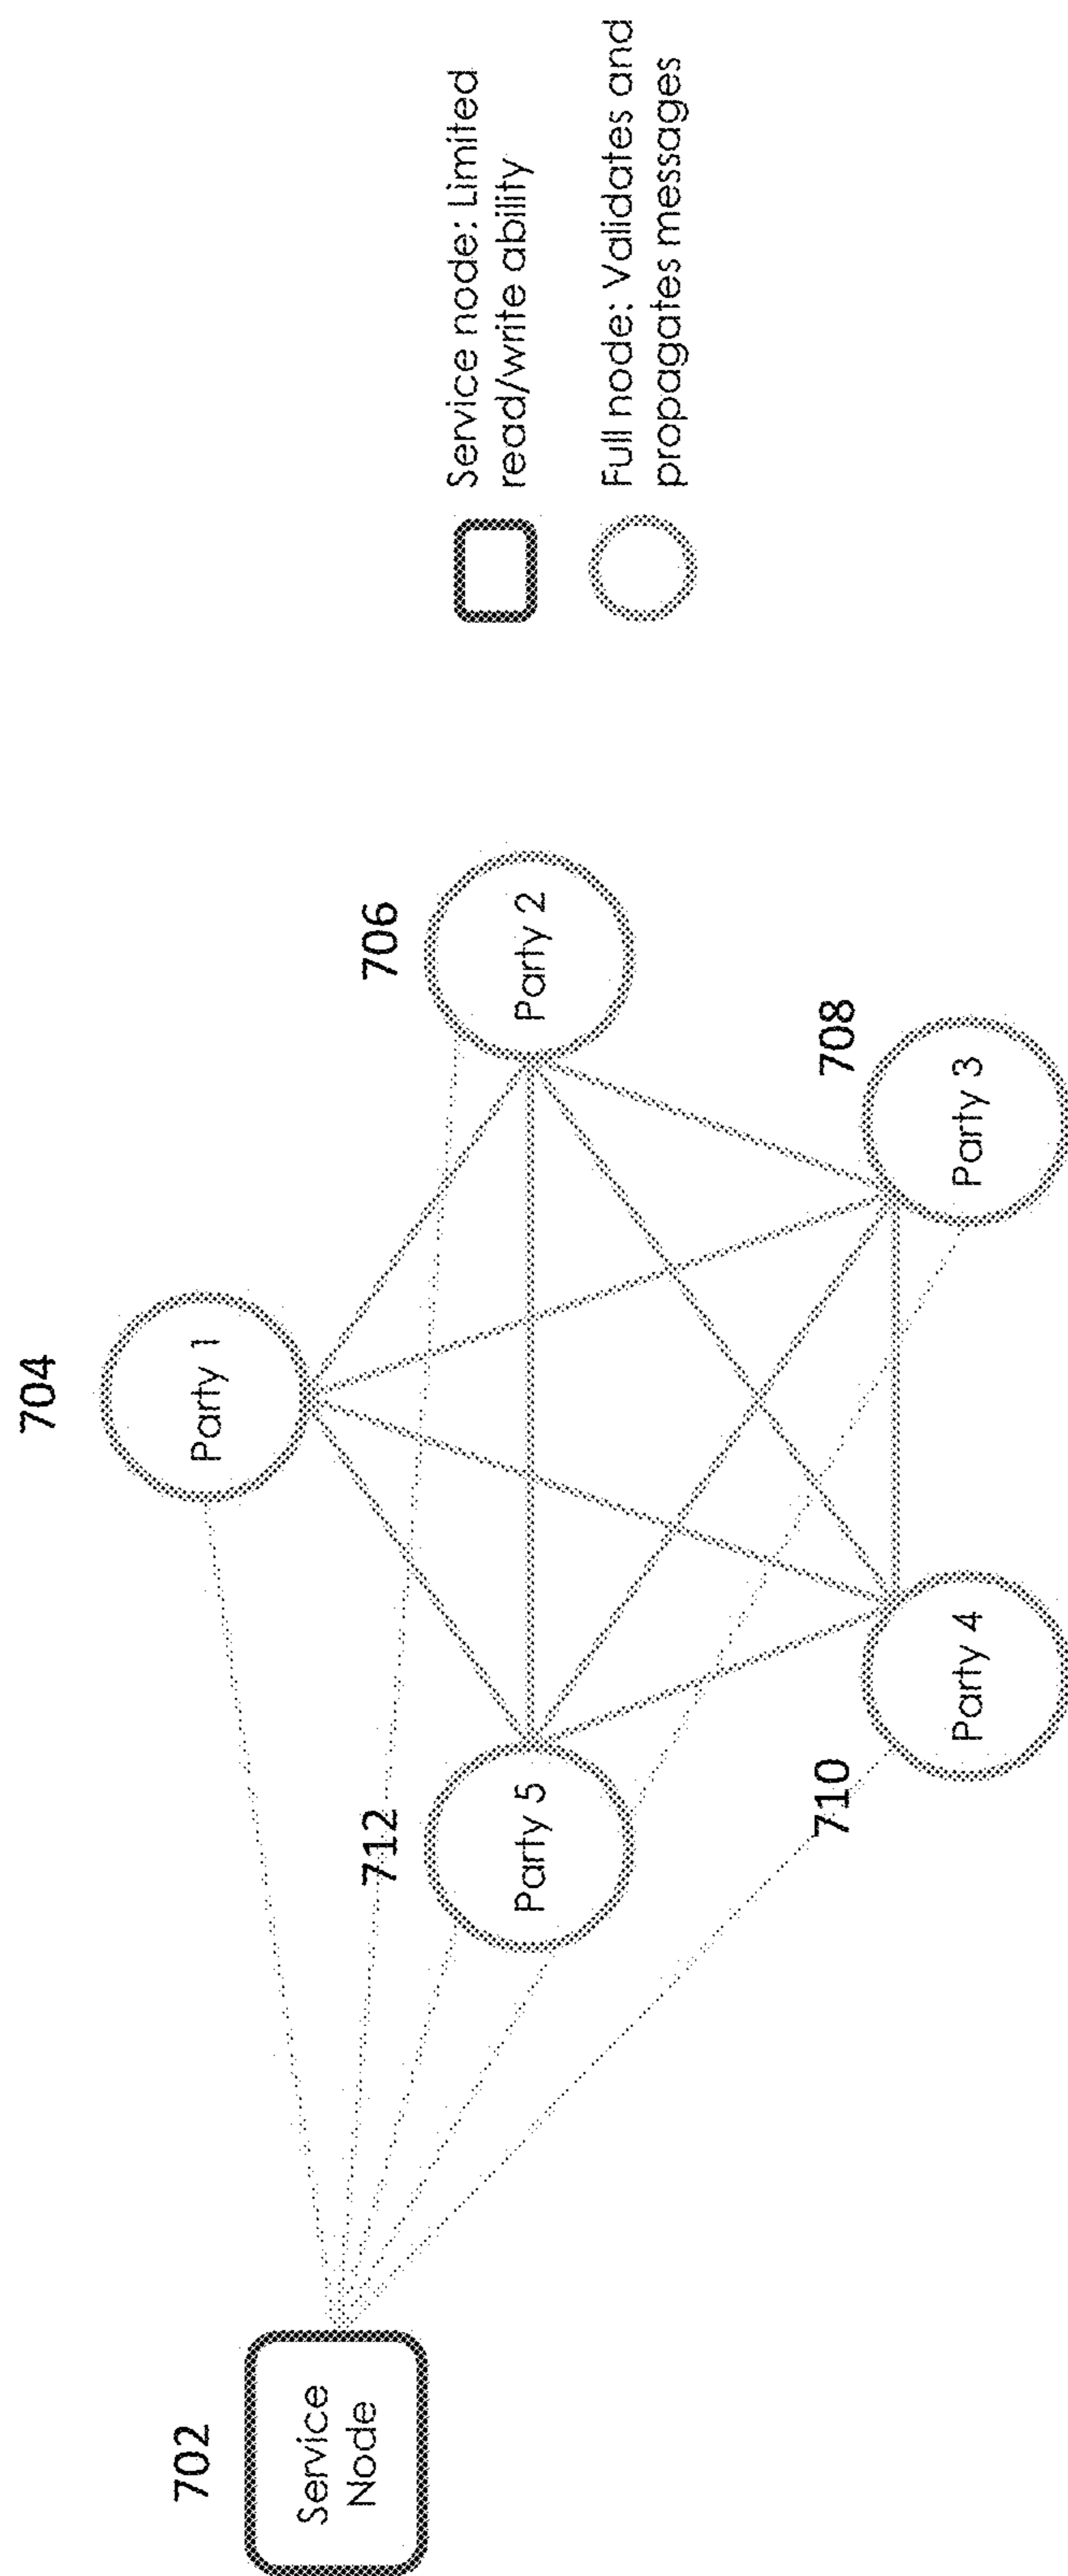 702
Service
Node
704
Party 1
706
Party 2
712
Party 5
710
Party 4
708
Party 3
Service node: Limited
read/write ability
Full node: Validates and
propagates messages